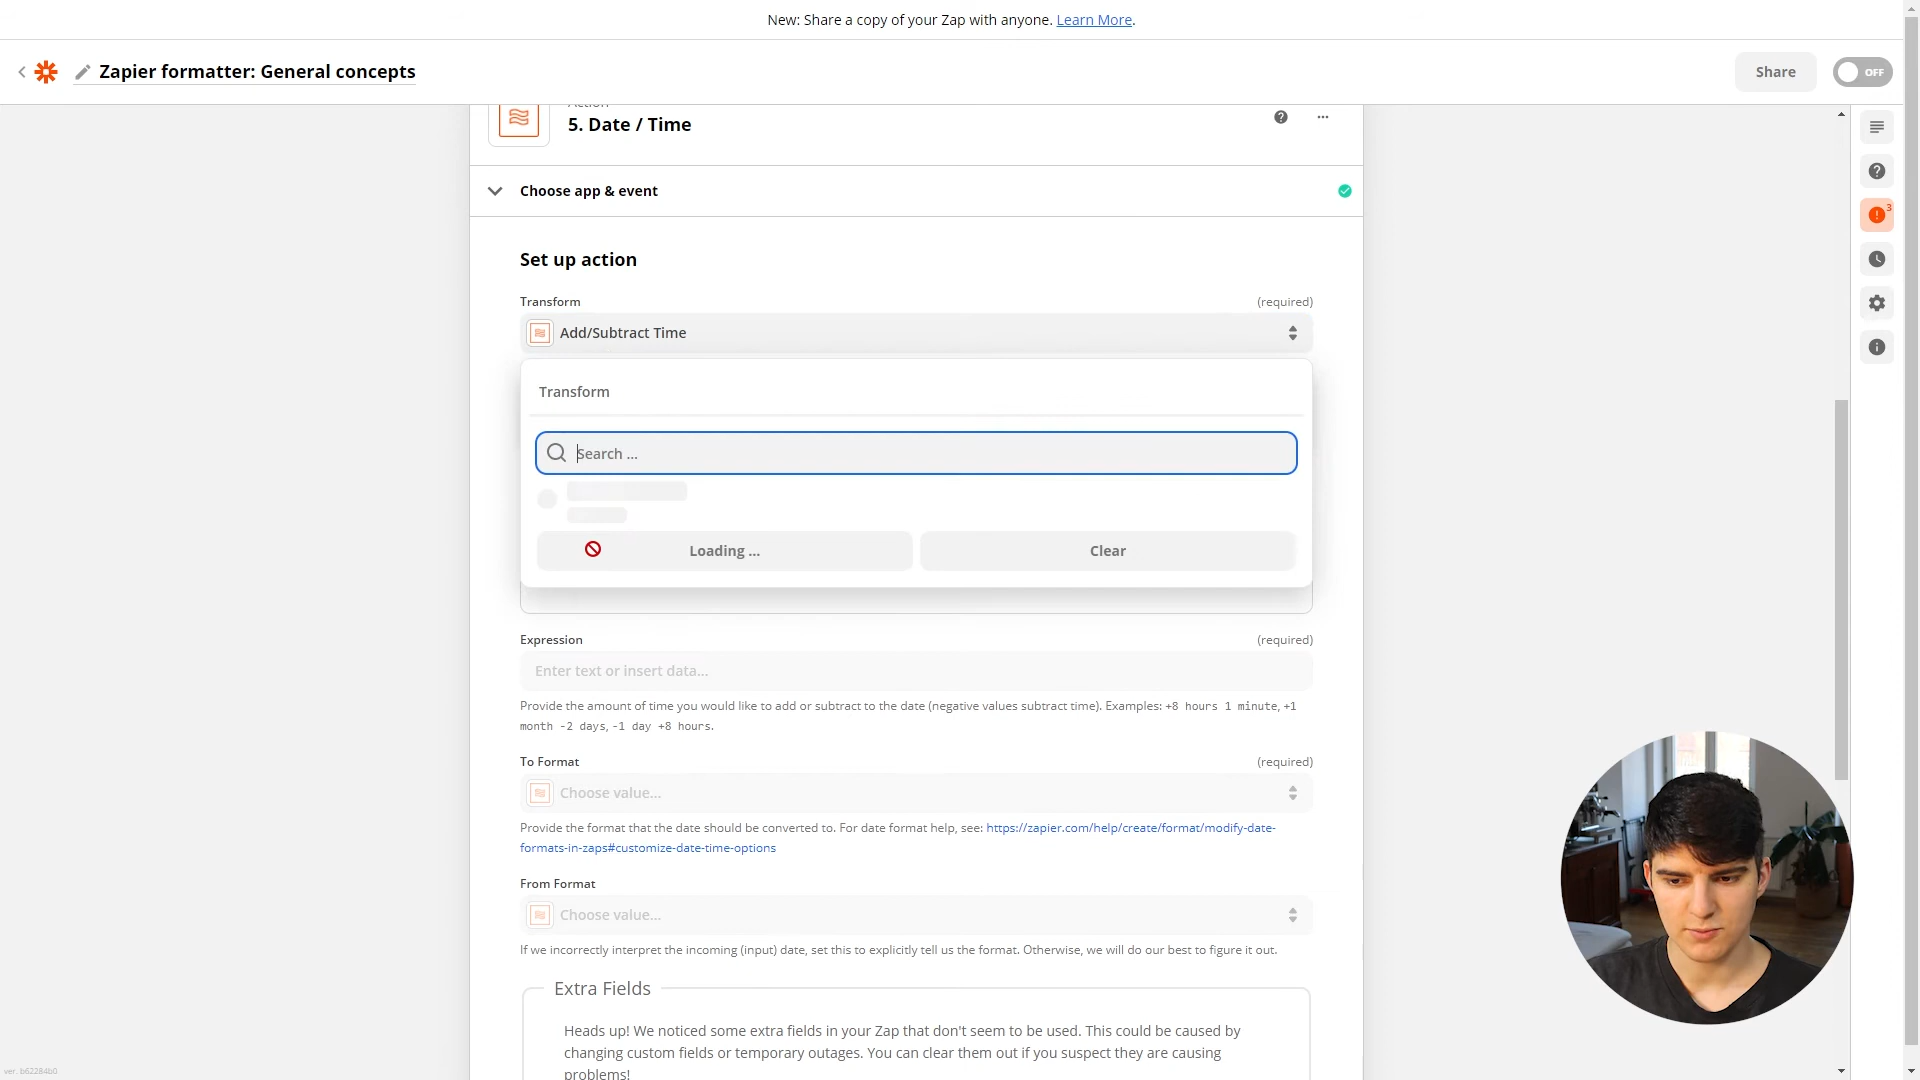 New: Share a copy of your Zap with anyone. Learn More.
Zapier formatter: General concepts
Share
OFF
Action
5. Date / Time
3
Choose app & event
Set up action
Transform
(required)
Add/Subtract Time
Transform
Search ...
Loading ...
Clear
Expression
(required)
Enter text or insert data...
Provide the amount of time you would like to add or subtract to the date (negative values subtract time). Examples: +8 hours 1 minute, +1
month -2 days, -1 day +8 hours.
To Format
(required)
Choose value...
Provide the format that the date should be converted to. For date format help, see: https://zapier.com/help/create/format/modify-date-
formats-in-zaps#customize-date-time-options
From Format
Choose value...
If we incorrectly interpret the incoming (input) date, set this to explicitly tell us the format. Otherwise, we will do our best to figure it out.
Extra Fields
Heads up! We noticed some extra fields in your Zap that don't seem to be used. This could be caused by
changing custom fields or temporary outages. You can clear them out if you suspect they are causing
problems!
ver. b62284b0